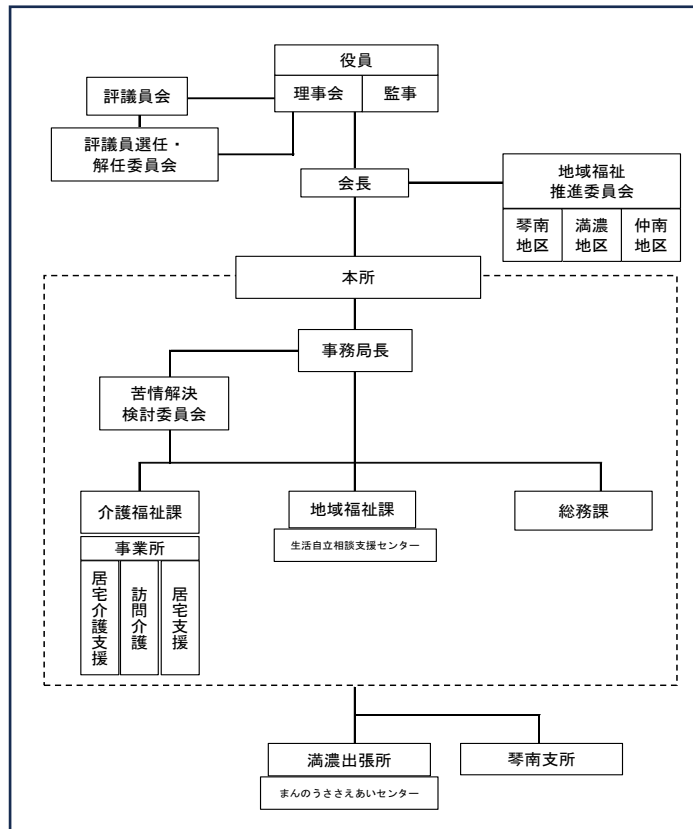 役員
理事会
監事
評議員会
評議員選任・
解任委員会
会長
地域福祉
推進委員会
琴南
地区
満濃
地区
仲南
地区
本所
事務局長
苦情解決
検討委員会
介護福祉課
事業所
居宅介護支援
訪問介護
居宅支援
地域福祉課
生活自立相談支援センター
総務課
満濃出張所
まんのうささえあいセンター
琴南支所